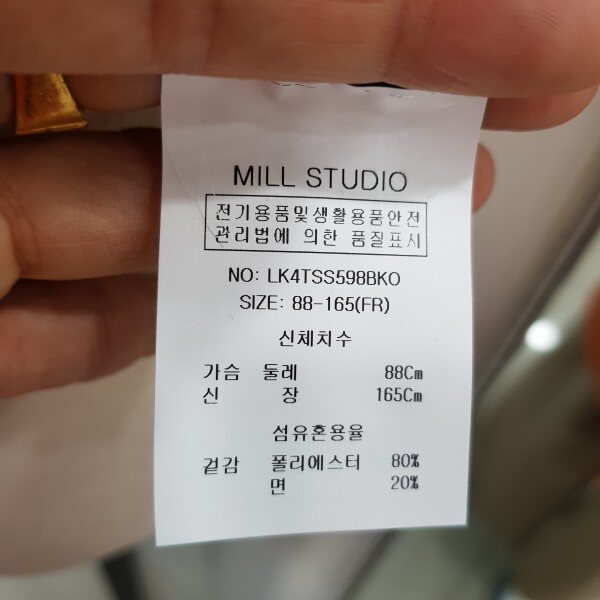 MILL STUDIO
전기용품및생활용품안전
관리법에 의한 품질표시
NO: LK4TSS598BKO
SIZE: 88-165(FR)
신체치수
가슴 둘레 88Cm
신 장 165Cm
섬유혼용율
겉감 폴리에스터 80%
면 20%